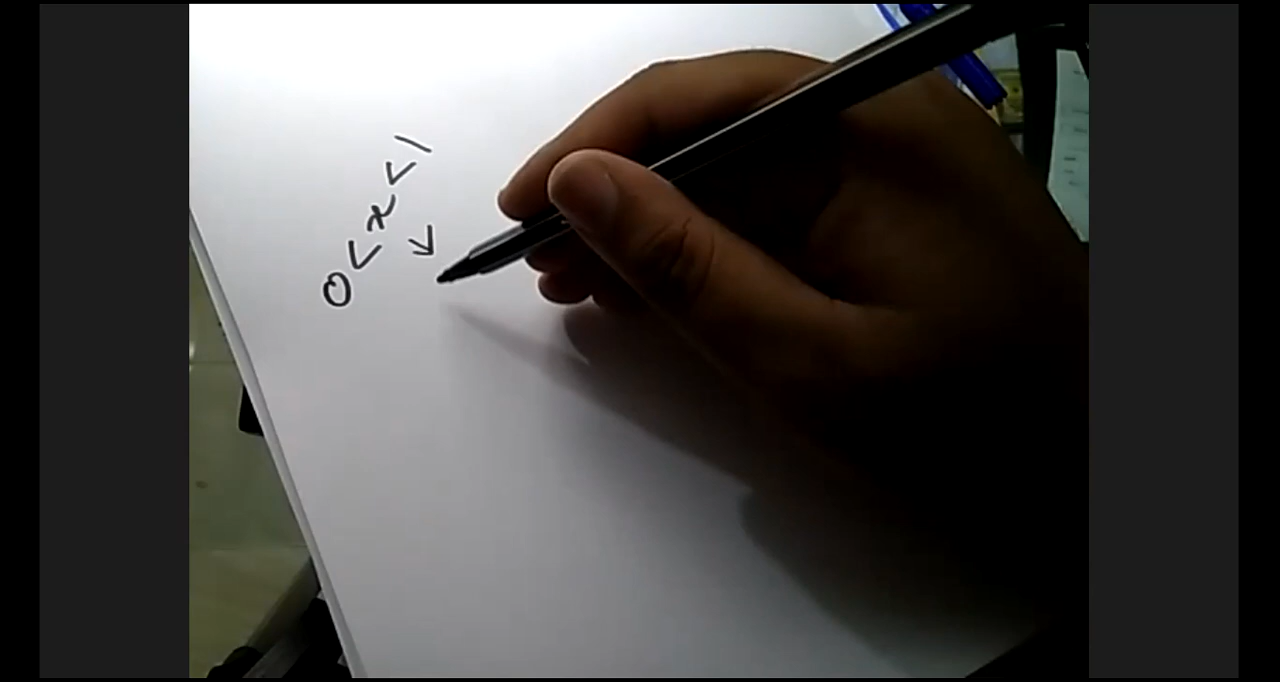 0 < x < 1
↓